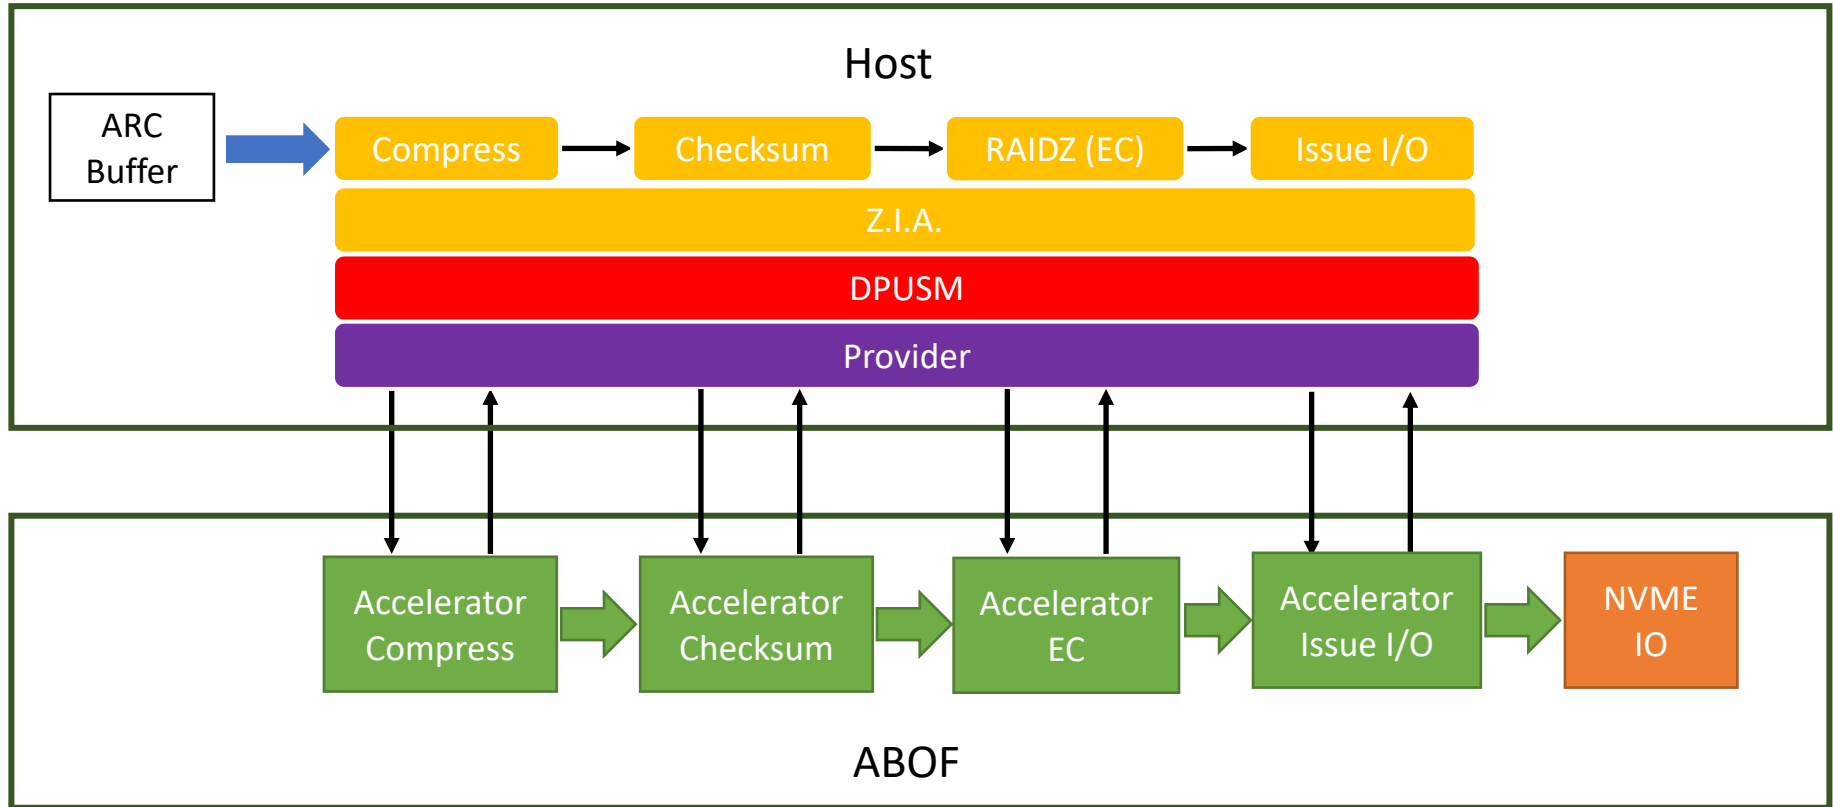 Host
ARC
Buffer
Compress
Checksum
RAIDZ (EC)
Issue I/O
Z.I.A.
DPUSM
Provider
Accelerator
Compress
Accelerator
Checksum
Accelerator
EC
Accelerator
Issue I/O
NVME
IO
ABOF